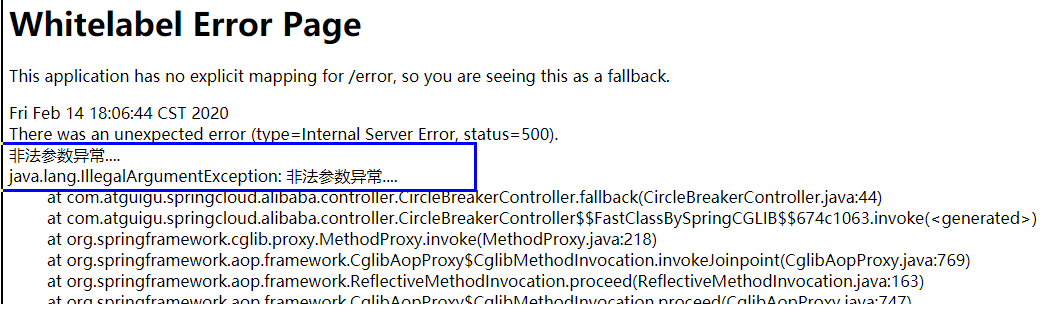 Whitelabel Error Page
This application has no explicit mapping for /error, so you are seeing this as a fallback.
Fri Feb 14 18:06:44 CST 2020
There was an unexpected error (type=Internal Server Error, status=500).
非法参数异常....
java.lang.IllegalArgumentException: 非法参数异常....
at com.atguigu.springcloud.alibaba.controller.CircleBreakerController.fallback(CircleBreakerController.java:44)
at com.atguigu.springcloud.alibaba.controller.CircleBreakerController$$FastClassBySpringCGLIB$$674c1063.invoke(<generated>)
at org.springframework.cglib.proxy.MethodProxy.invoke(MethodProxy.java:218)
at org.springframework.aop.framework.CglibAopProxy$CglibMethodInvocation.invokeJoinpoint(CglibAopProxy.java:769)
at org.springframework.aop.framework.ReflectiveMethodInvocation.proceed(ReflectiveMethodInvocation.java:163)
at org.springframework.aop.framework.CglibAopProxy$CglibMethodInvocation.proceed(CglibAopProxy.java:747)